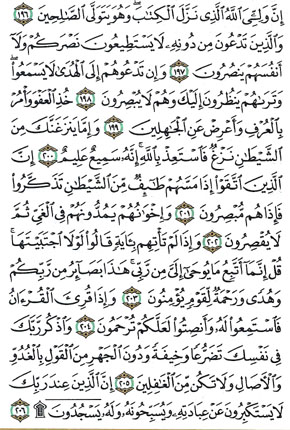 إِنَّ وَلِـِّۧيَ ٱللَّهُ ٱلَّذِى نَزَّلَ ٱلْكِتَٰبَ ۖ وَهُوَ يَتَوَلَّى ٱلصَّٰلِحِينَ ١٩٦
وَٱلَّذِينَ تَدْعُونَ مِن دُونِهِۦ لَا يَسْتَطِيعُونَ نَصْرَكُمْ وَلَآ
أَنفُسَهُمْ يَنصُرُونَ ١٩٧ وَإِن تَدْعُوهُمْ إِلَى ٱلْهُدَىٰ لَا يَسْمَعُوا۟ ۖ
وَتَرَىٰهُمْ يَنظُرُونَ إِلَيْكَ وَهُمْ لَا يُبْصِرُونَ ١٩٨ خُذِ ٱلْعَفْوَ وَأْمُرْ
بِٱلْعُرْفِ وَأَعْرِضْ عَنِ ٱلْجَٰهِلِينَ ١٩٩ وَإِمَّا يَنزَغَنَّكَ مِنَ
ٱلشَّيْطَٰنِ نَزْغٌ فَٱسْتَعِذْ بِٱللَّهِ ۚ إِنَّهُۥ سَمِيعٌ عَلِيمٌ ٢٠٠ إِنَّ
ٱلَّذِينَ ٱتَّقَوْا۟ إِذَا مَسَّهُمْ طَٰٓئِفٌ مِّنَ ٱلشَّيْطَٰنِ تَذَكَّرُوا۟
فَإِذَا هُم مُّبْصِرُونَ ٢٠١ وَإِخْوَٰنُهُمْ يَمُدُّونَهُمْ فِى ٱلْغَىِّ ثُمَّ
لَا يُقْصِرُونَ ٢٠٢ وَإِذَا لَمْ تَأْتِهِم بِـَٔايَةٍ قَالُوا۟ لَوْلَا ٱجْتَبَيْتَهَا ۚ
قُلْ إِنَّمَآ أَتَّبِعُ مَا يُوحَىٰٓ إِلَىَّ مِن رَّبِّى ۚ هَٰذَا بَصَآئِرُ مِن رَّبِّكُمْ
وَهُدًى وَرَحْمَةٌ لِّقَوْمٍ يُؤْمِنُونَ ٢٠٣ وَإِذَا قُرِئَ ٱلْقُرْءَانُ
فَٱسْتَمِعُوا۟ لَهُۥ وَأَنصِتُوا۟ لَعَلَّكُمْ تُرْحَمُونَ ٢٠٤ وَٱذْكُر رَّبَّكَ
فِى نَفْسِكَ تَضَرُّعًا وَخِيفَةً وَدُونَ ٱلْجَهْرِ مِنَ ٱلْقَوْلِ بِٱلْغُدُوِّ
وَٱلْءَاصَالِ وَلَا تَكُن مِّنَ ٱلْغَٰفِلِينَ ٢٠٥ إِنَّ ٱلَّذِينَ عِندَ رَبِّكَ
لَا يَسْتَكْبِرُونَ عَنْ عِبَادَتِهِۦ وَيُسَبِّحُونَهُۥ وَلَهُۥ يَسْجُدُونَ ۩ ٢٠٦